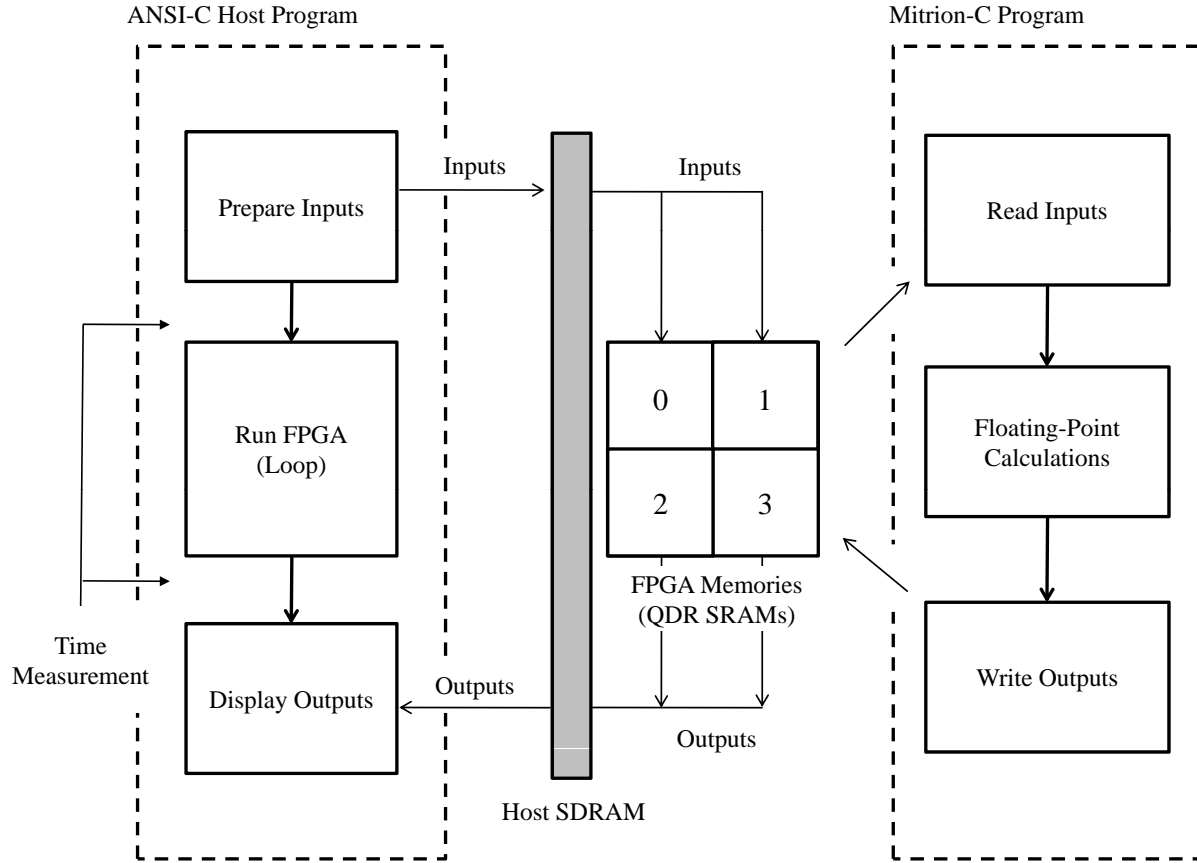 ANSI-C Host Program
Mitrion-C Program
Prepare Inputs
Inputs
Inputs
Read Inputs
Run FPGA
(Loop)
0
1
2
3
Floating-Point
Calculations
FPGA Memories
(QDR SRAMs)
Time
Measurement
Display Outputs
Outputs
Outputs
Write Outputs
Host SDRAM